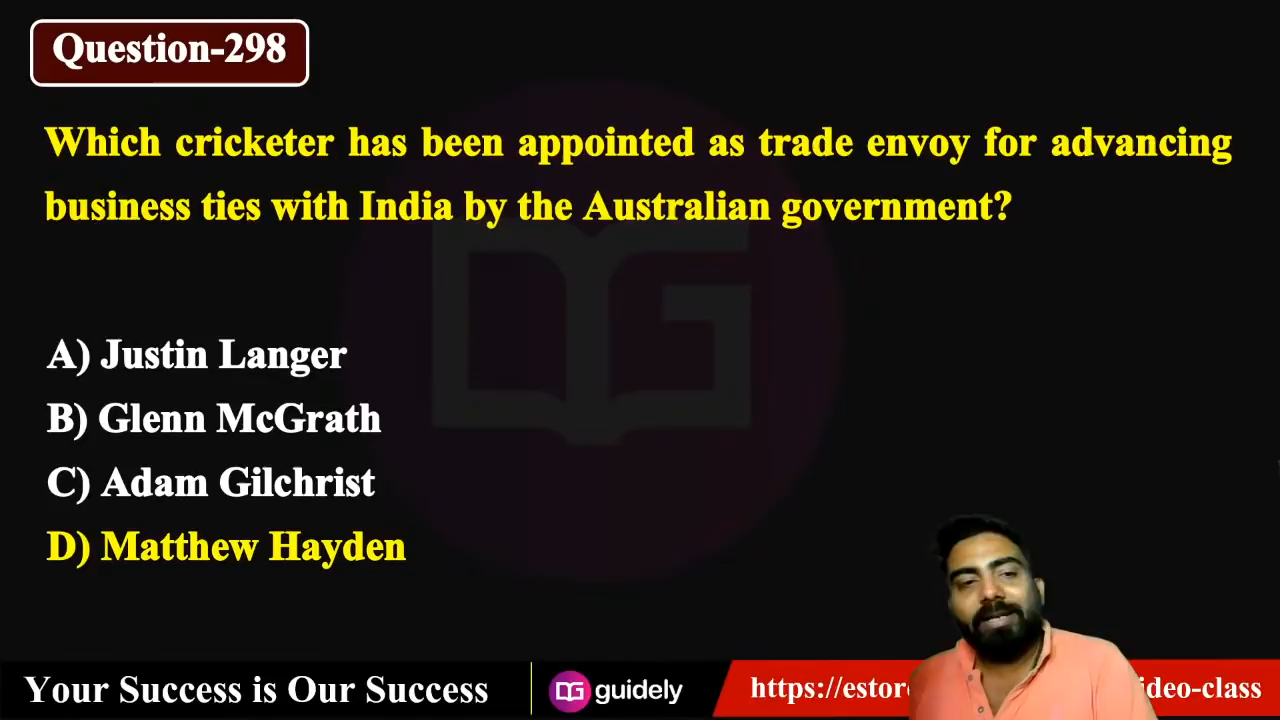 Question-298
Which cricketer has been appointed as trade envoy for advancing
business ties with India by the Australian government?
A) Justin Langer
B) Glenn McGrath
C) Adam Gilchrist
D) Matthew Hayden
Your Success is Our Success
DG guidely
https://estor ideo-class